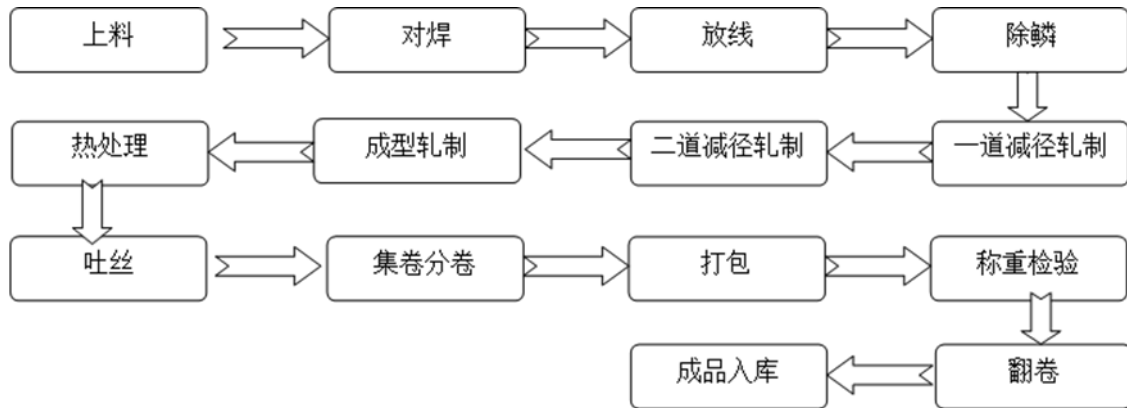 上料
对焊
放线
除鳞
一道减径轧制
二道减径轧制
成型轧制
热处理
吐丝
集卷分卷
打包
称重检验
翻卷
成品入库